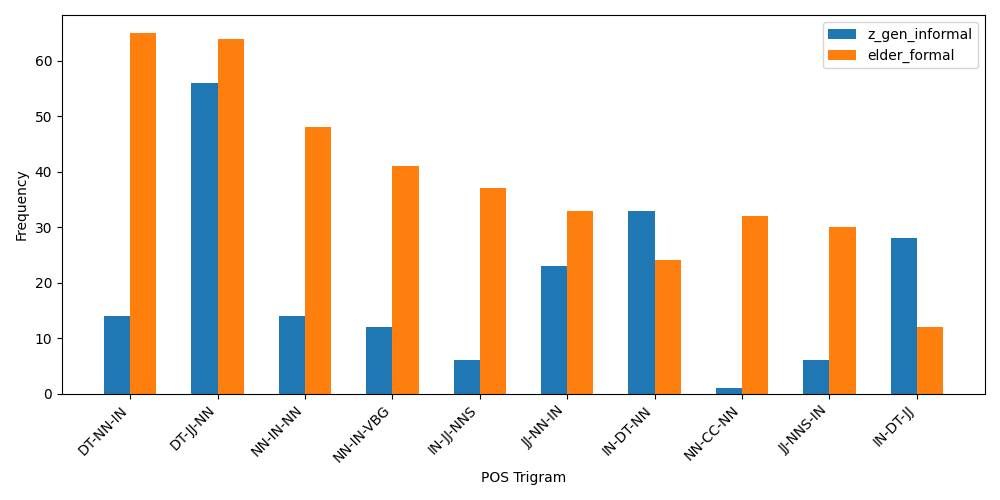 z_gen_informal
elder_formal
Frequency
60
50
40
30
20
10
0
DT-NN-IN
DT-JJ-NN
NN-IN-NN
NN-IN-VBG
IN-JJ-NNS
JJ-NN-IN
IN-DT-NN
NN-CC-NN
JJ-NNS-IN
IN-DT-JJ
POS Trigram